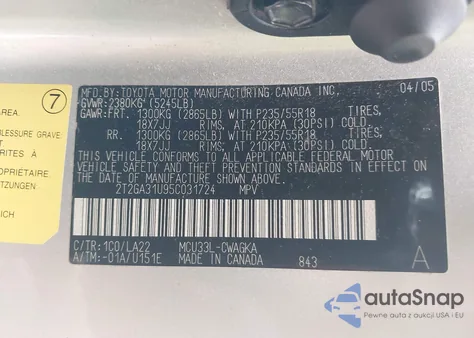 MFD. BY: TOYOTA MOTOR MANUFACTURING CANADA INC. 04/05
GVWR: 2380KG (5245LB)
GAWR: FRT. 1300KG (2865LB) WITH P235/55R18 TIRES,
18X7JJ RIMS, AT 210KPA (30PSI) COLD.
RR. 1300KG (2865LB) WITH P235/55R18 TIRES,
18X7JJ RIMS, AT 210KPA (30PSI) COLD.
THIS VEHICLE CONFORMS TO ALL APPLICABLE FEDERAL MOTOR
VEHICLE SAFETY AND THEFT PREVENTION STANDARDS IN EFFECT
ON THE DATE OF MANUFACTURE SHOWN ABOVE.
2T2GA31U95C031724 MPV
C/TR: 1C0/LA22 MCU33L-CWAGKA
A/TM: -01A/U151E MADE IN CANADA 843 A
7
AREA.
PLESSURE GRAVE
RITES À
ROPRIÉTAIRE.
ETZUNGEN
ICH
autoSnap
Pewne auta z aukcji USA i EU